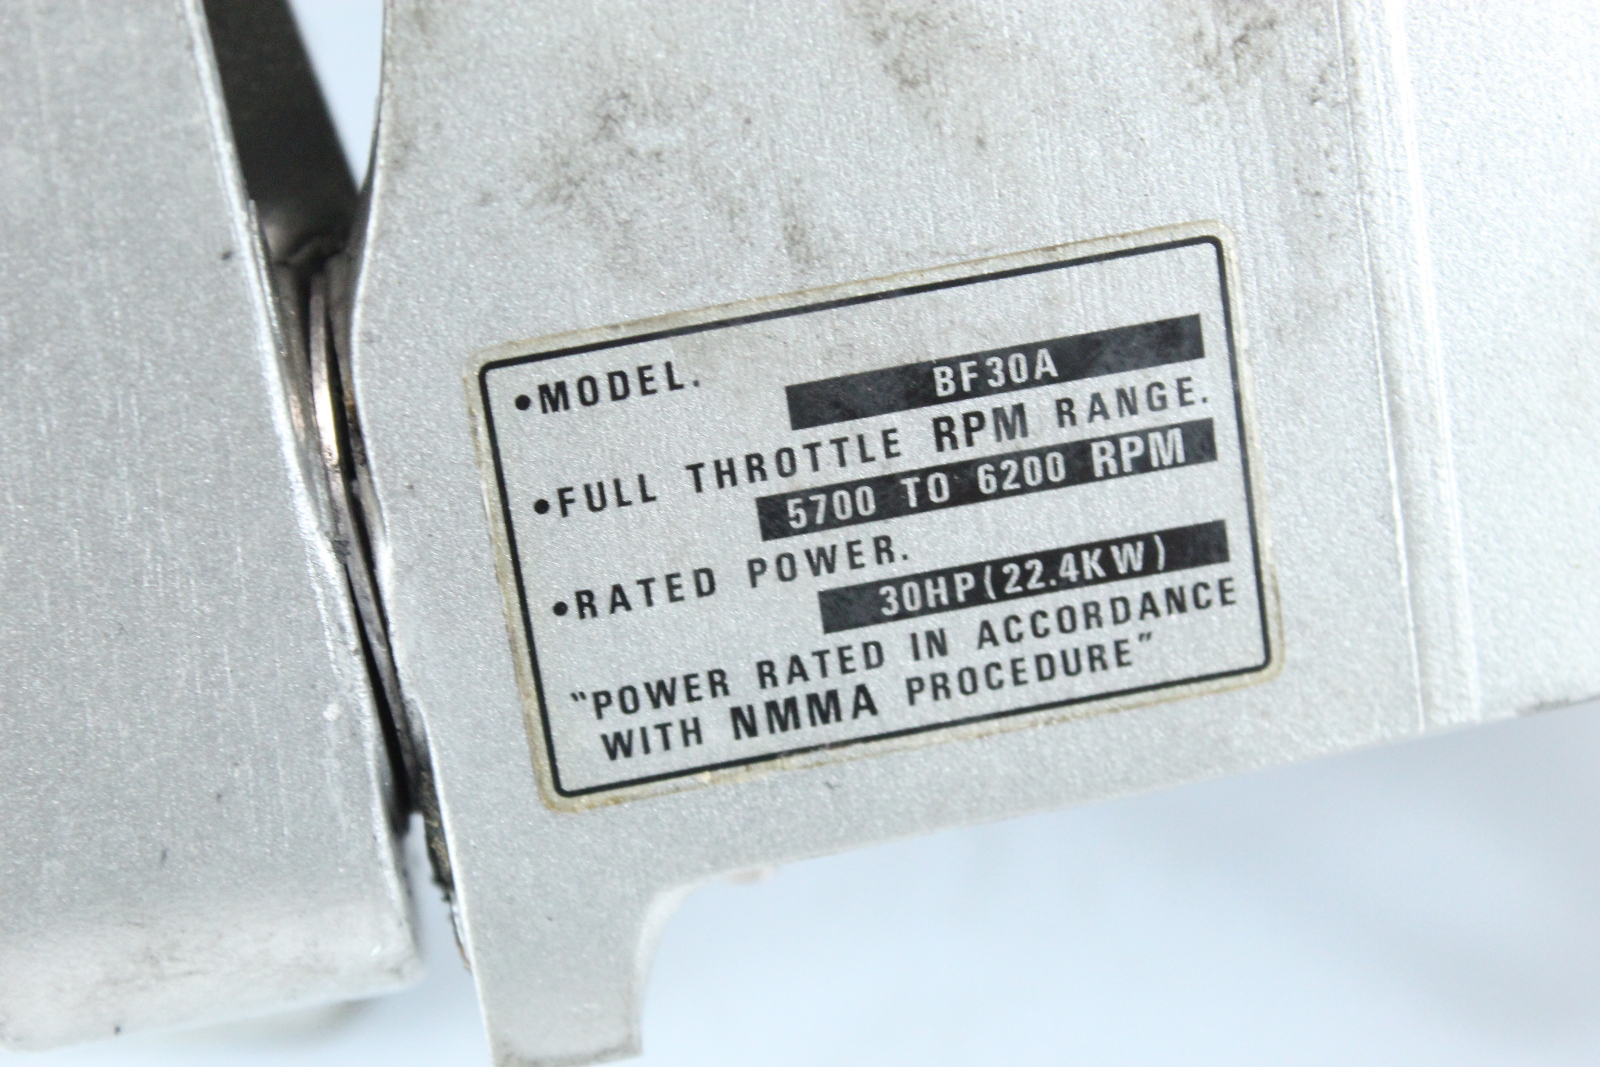 •MODEL.
BF30A
•FULL THROTTLE RPM RANGE.
5700 TO 6200 RPM
•RATED POWER.
30HP(22.4KW)
"POWER RATED IN ACCORDANCE
WITH NMMA PROCEDURE"